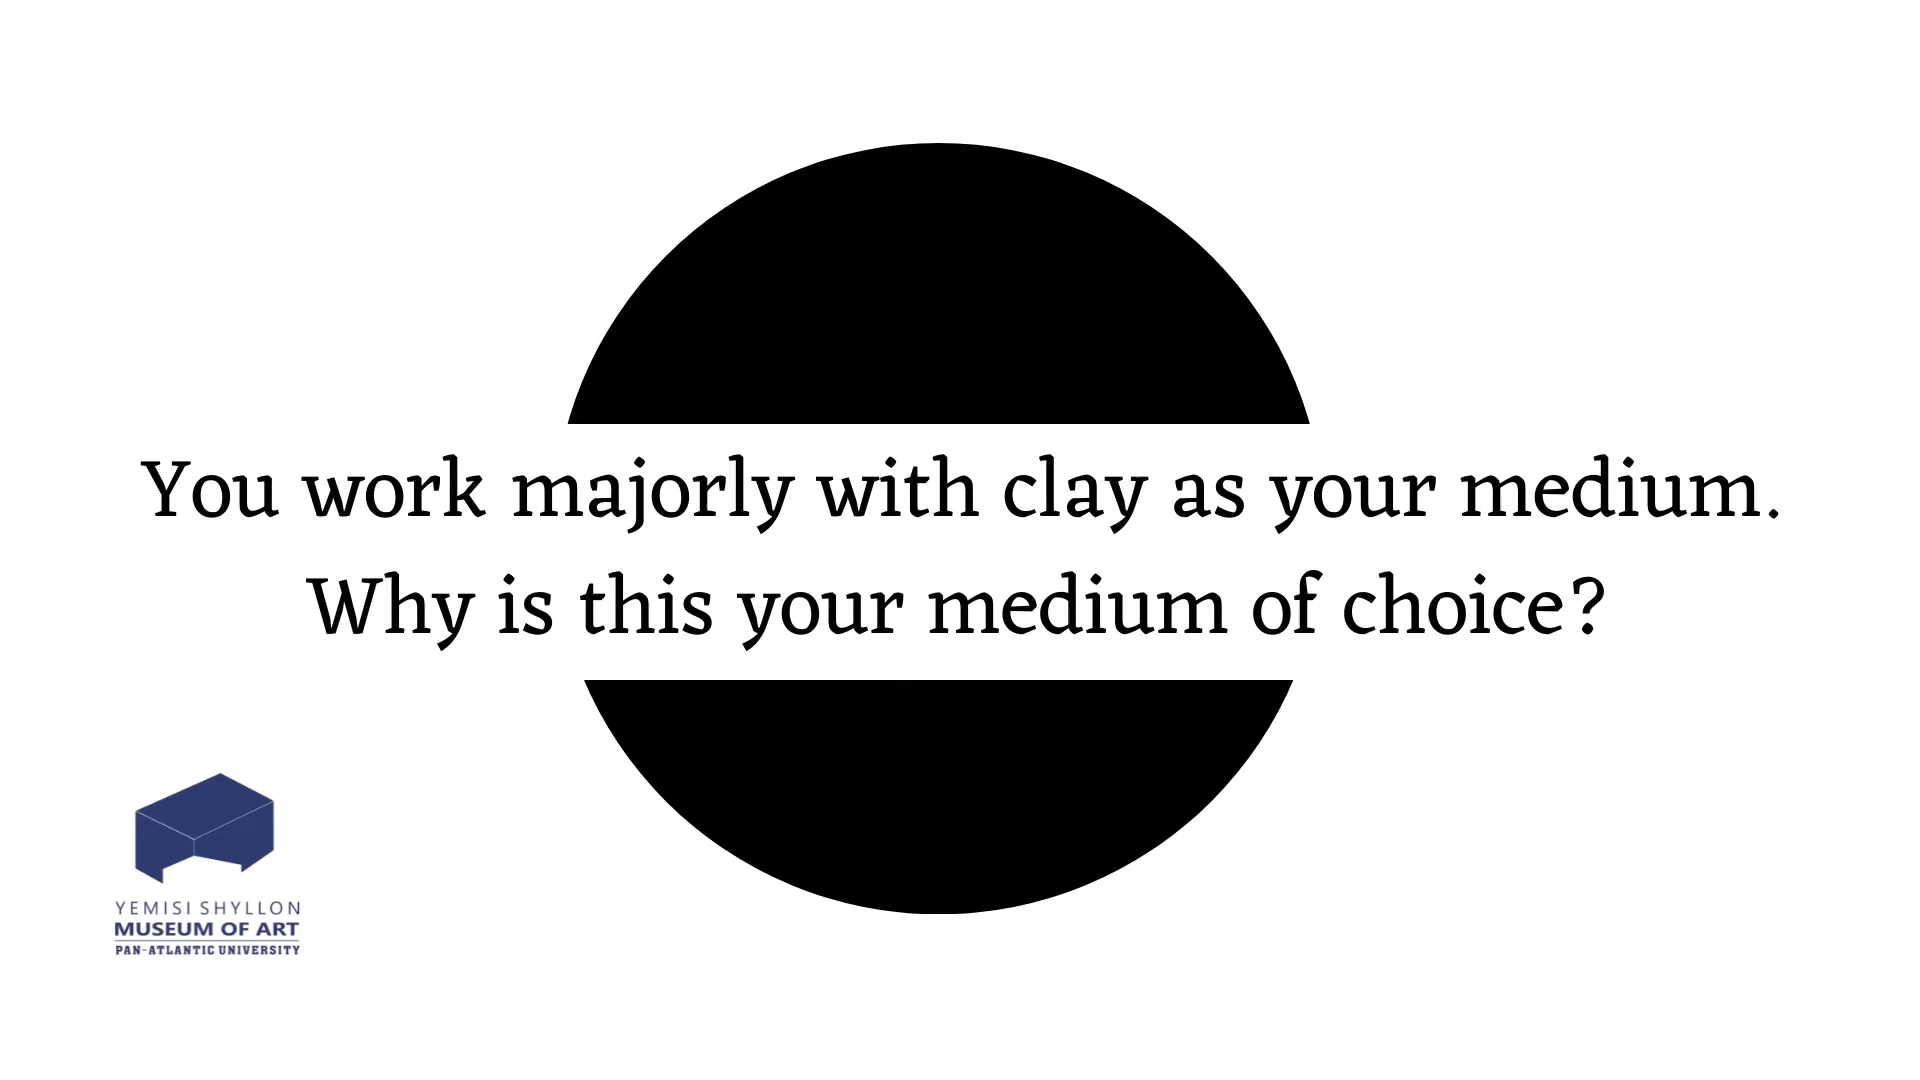 You work majorly with clay as your medium.
Why is this your medium of choice?
YEMISI SHYLLON
MUSEUM OF ART
PAN-ATLANTIC UNIVERSITY